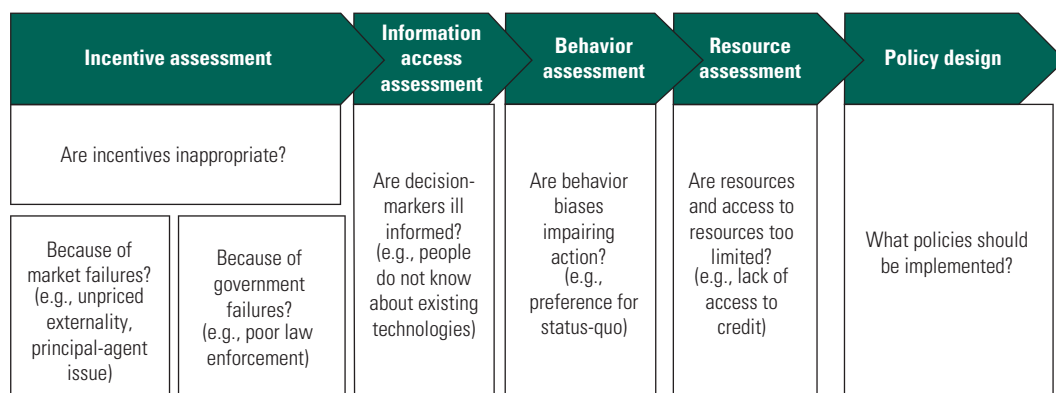 Incentive assessment
Information
access
assessment
Behavior
assessment
Resource
assessment
Policy design
Are incentives inappropriate?
Because of
market failures?
(e.g., unpriced
externality,
principal-agent
issue)
Because of
government
failures?
(e.g., poor law
enforcement)
Are decision-
markers ill
informed?
(e.g., people
do not know
about existing
technologies)
Are behavior
biases
impairing
action?
(e.g.,
preference for
status-quo)
Are resources
and access to
resources too
limited?
(e.g., lack of
access to
credit)
What policies should
be implemented?